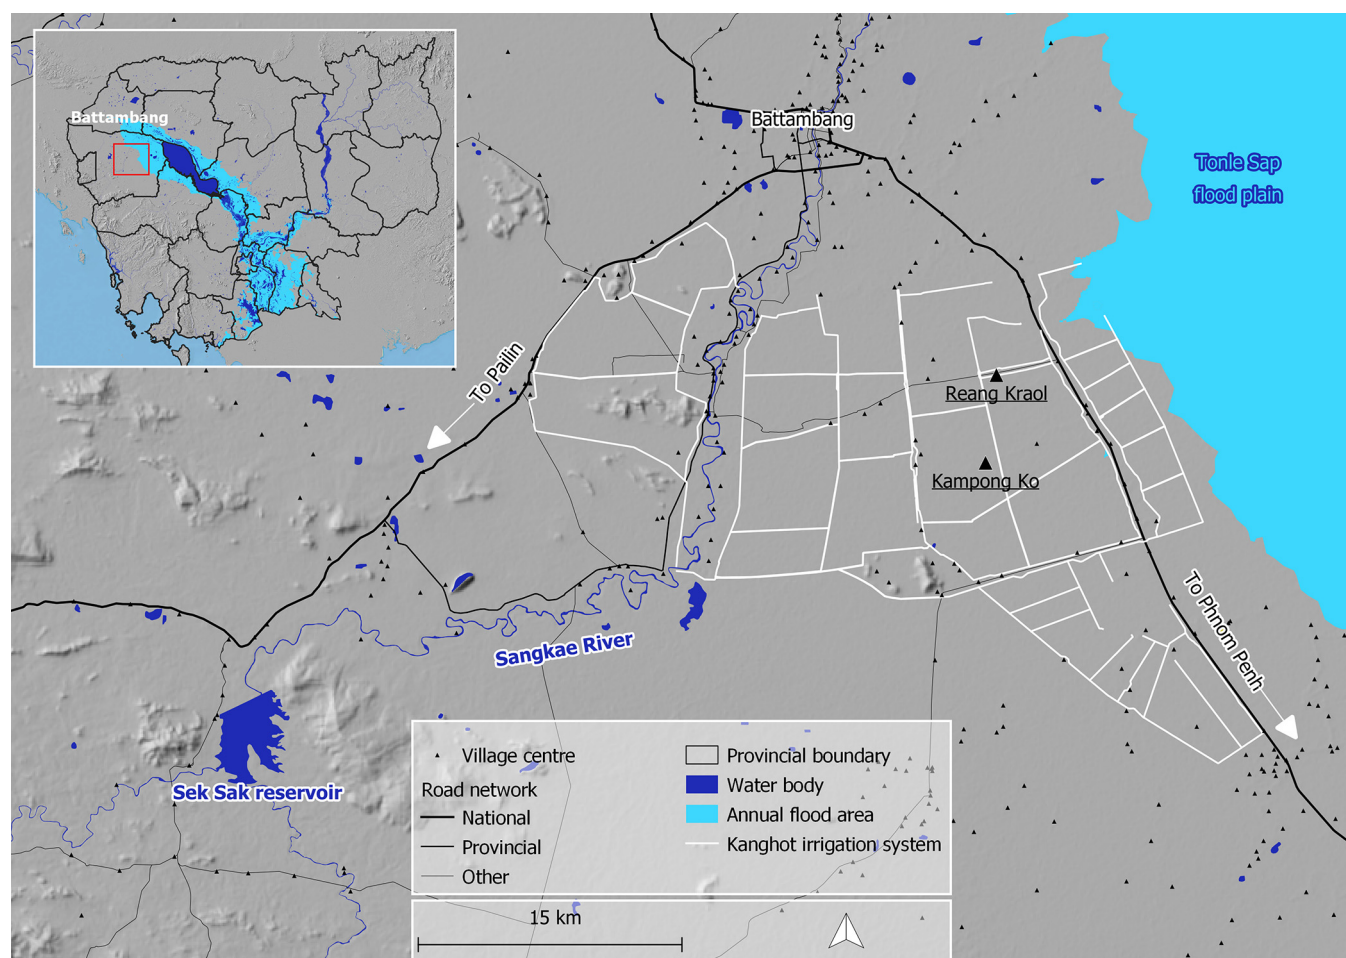 Battambang
Battambang
Tonle Sap
flood plain
To Pailin
Reang Kraol
Kampong Ko
To Phnom Penh
Sangkae River
Sek Sak reservoir
Village centre
Road network
National
Provincial
Other
Provincial boundary
Water body
Annual flood area
Kanghot irrigation system
15 km